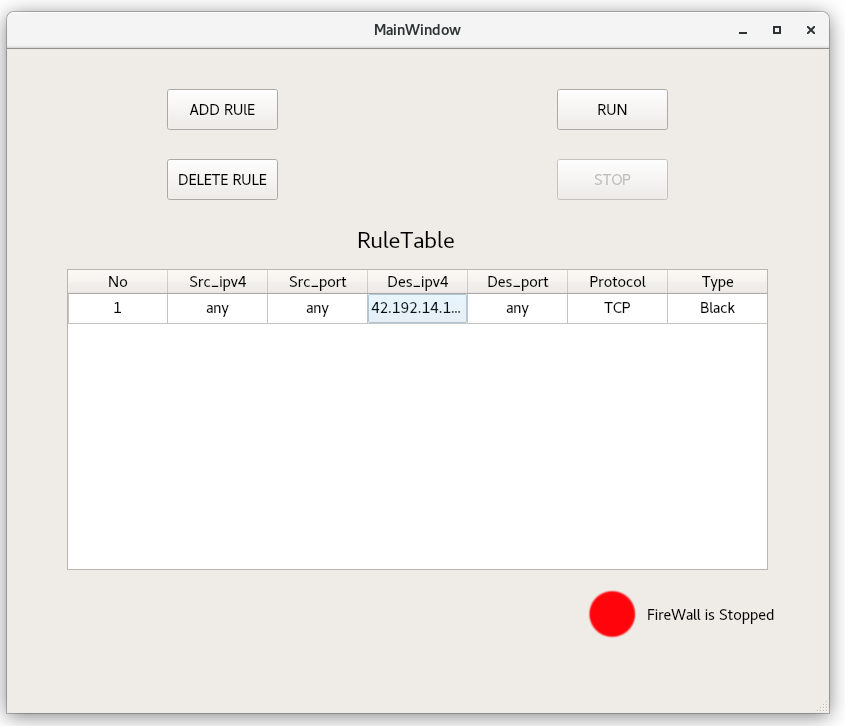 MainWindow
ADD RUlE
RUN
DELETE RULE
STOP
RuleTable
No Src_ipv4 Src_port Des_ipv4 Des_port Protocol Type
1 any any 42.192.14.1... any TCP Black
FireWall is Stopped